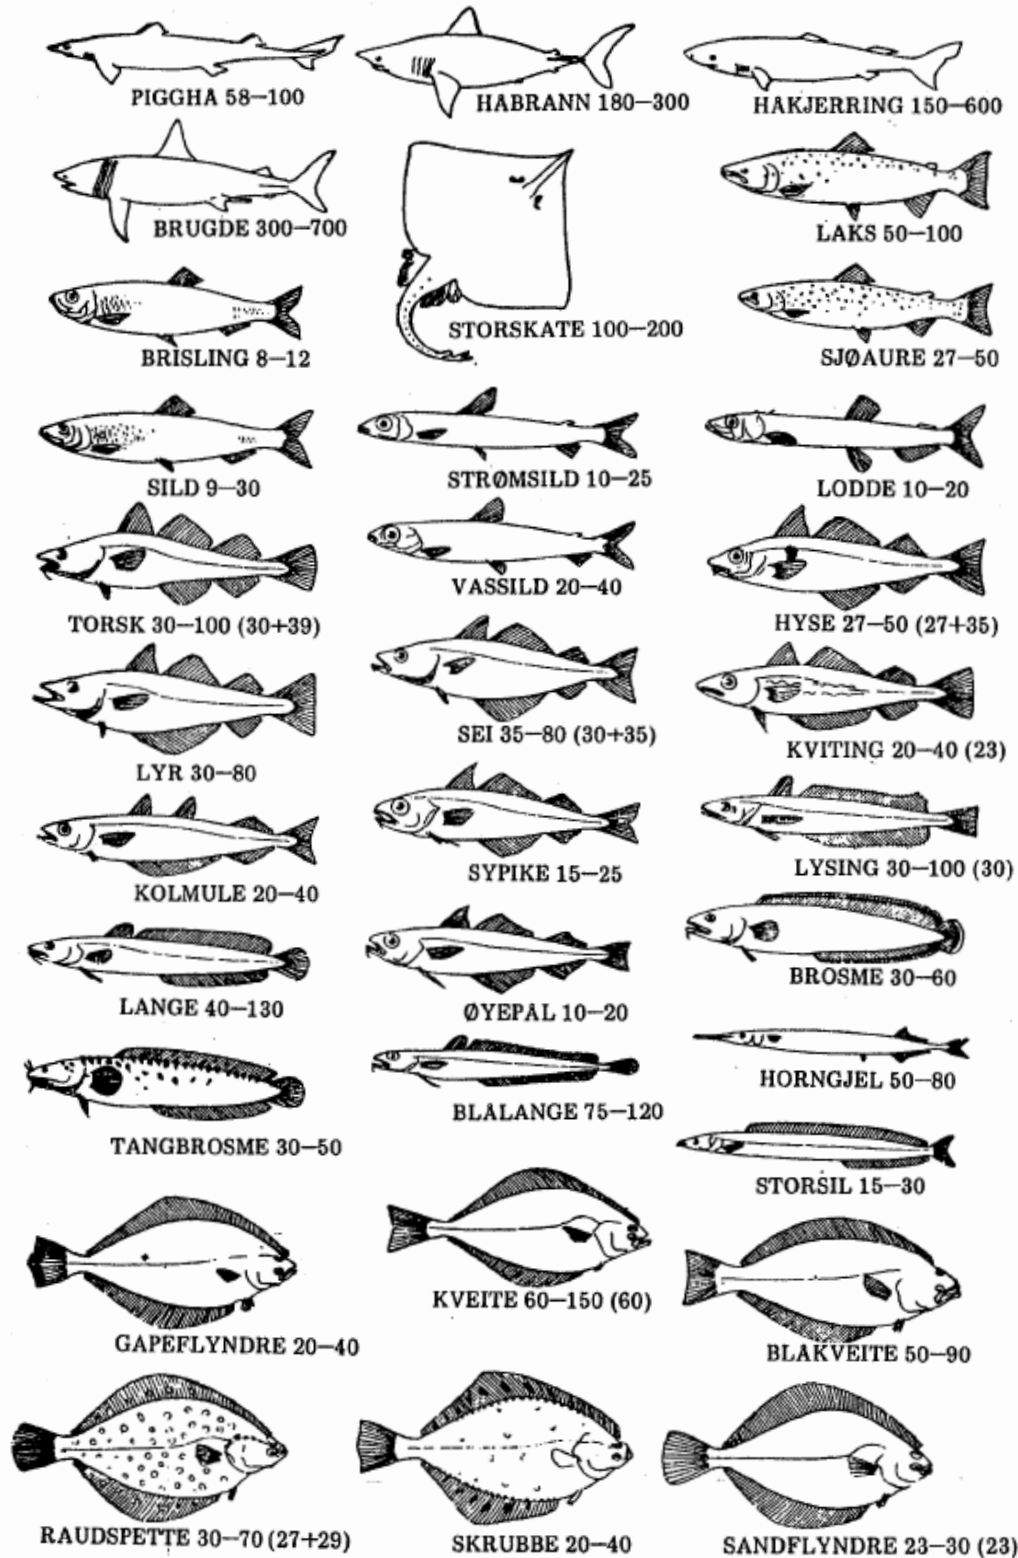 PIGGHA 58—100
HABRANN 180—300
HAKJERRING 150—600
BRUGDE 300—700
LAKS 50—100
STORSKATE 100—200
BRISLING 8—12
SJØAURE 27—50
SILD 9—30
STRØMSILD 10—25
LODDE 10—20
VASSILD 20—40
TORSK 30—100 (30+39)
HYSE 27—50 (27+35)
SEI 35—80 (30+35)
KVITING 20—40 (23)
LYR 30—80
SYPIKE 15—25
LYSING 30—100 (30)
KOLMULE 20—40
BROSME 30—60
LANGE 40—130
ØYEPAL 10—20
HORNGJEL 50—80
BLALANGE 75—120
TANGBROSME 30—50
STORSIL 15—30
KVEITE 60—150 (60)
GAPEFLYNDRE 20—40
BLAKVEITE 50—90
RAUDSPETTE 30—70 (27+29)
SKRUBBE 20—40
SANDFLYNDRE 23—30 (23)